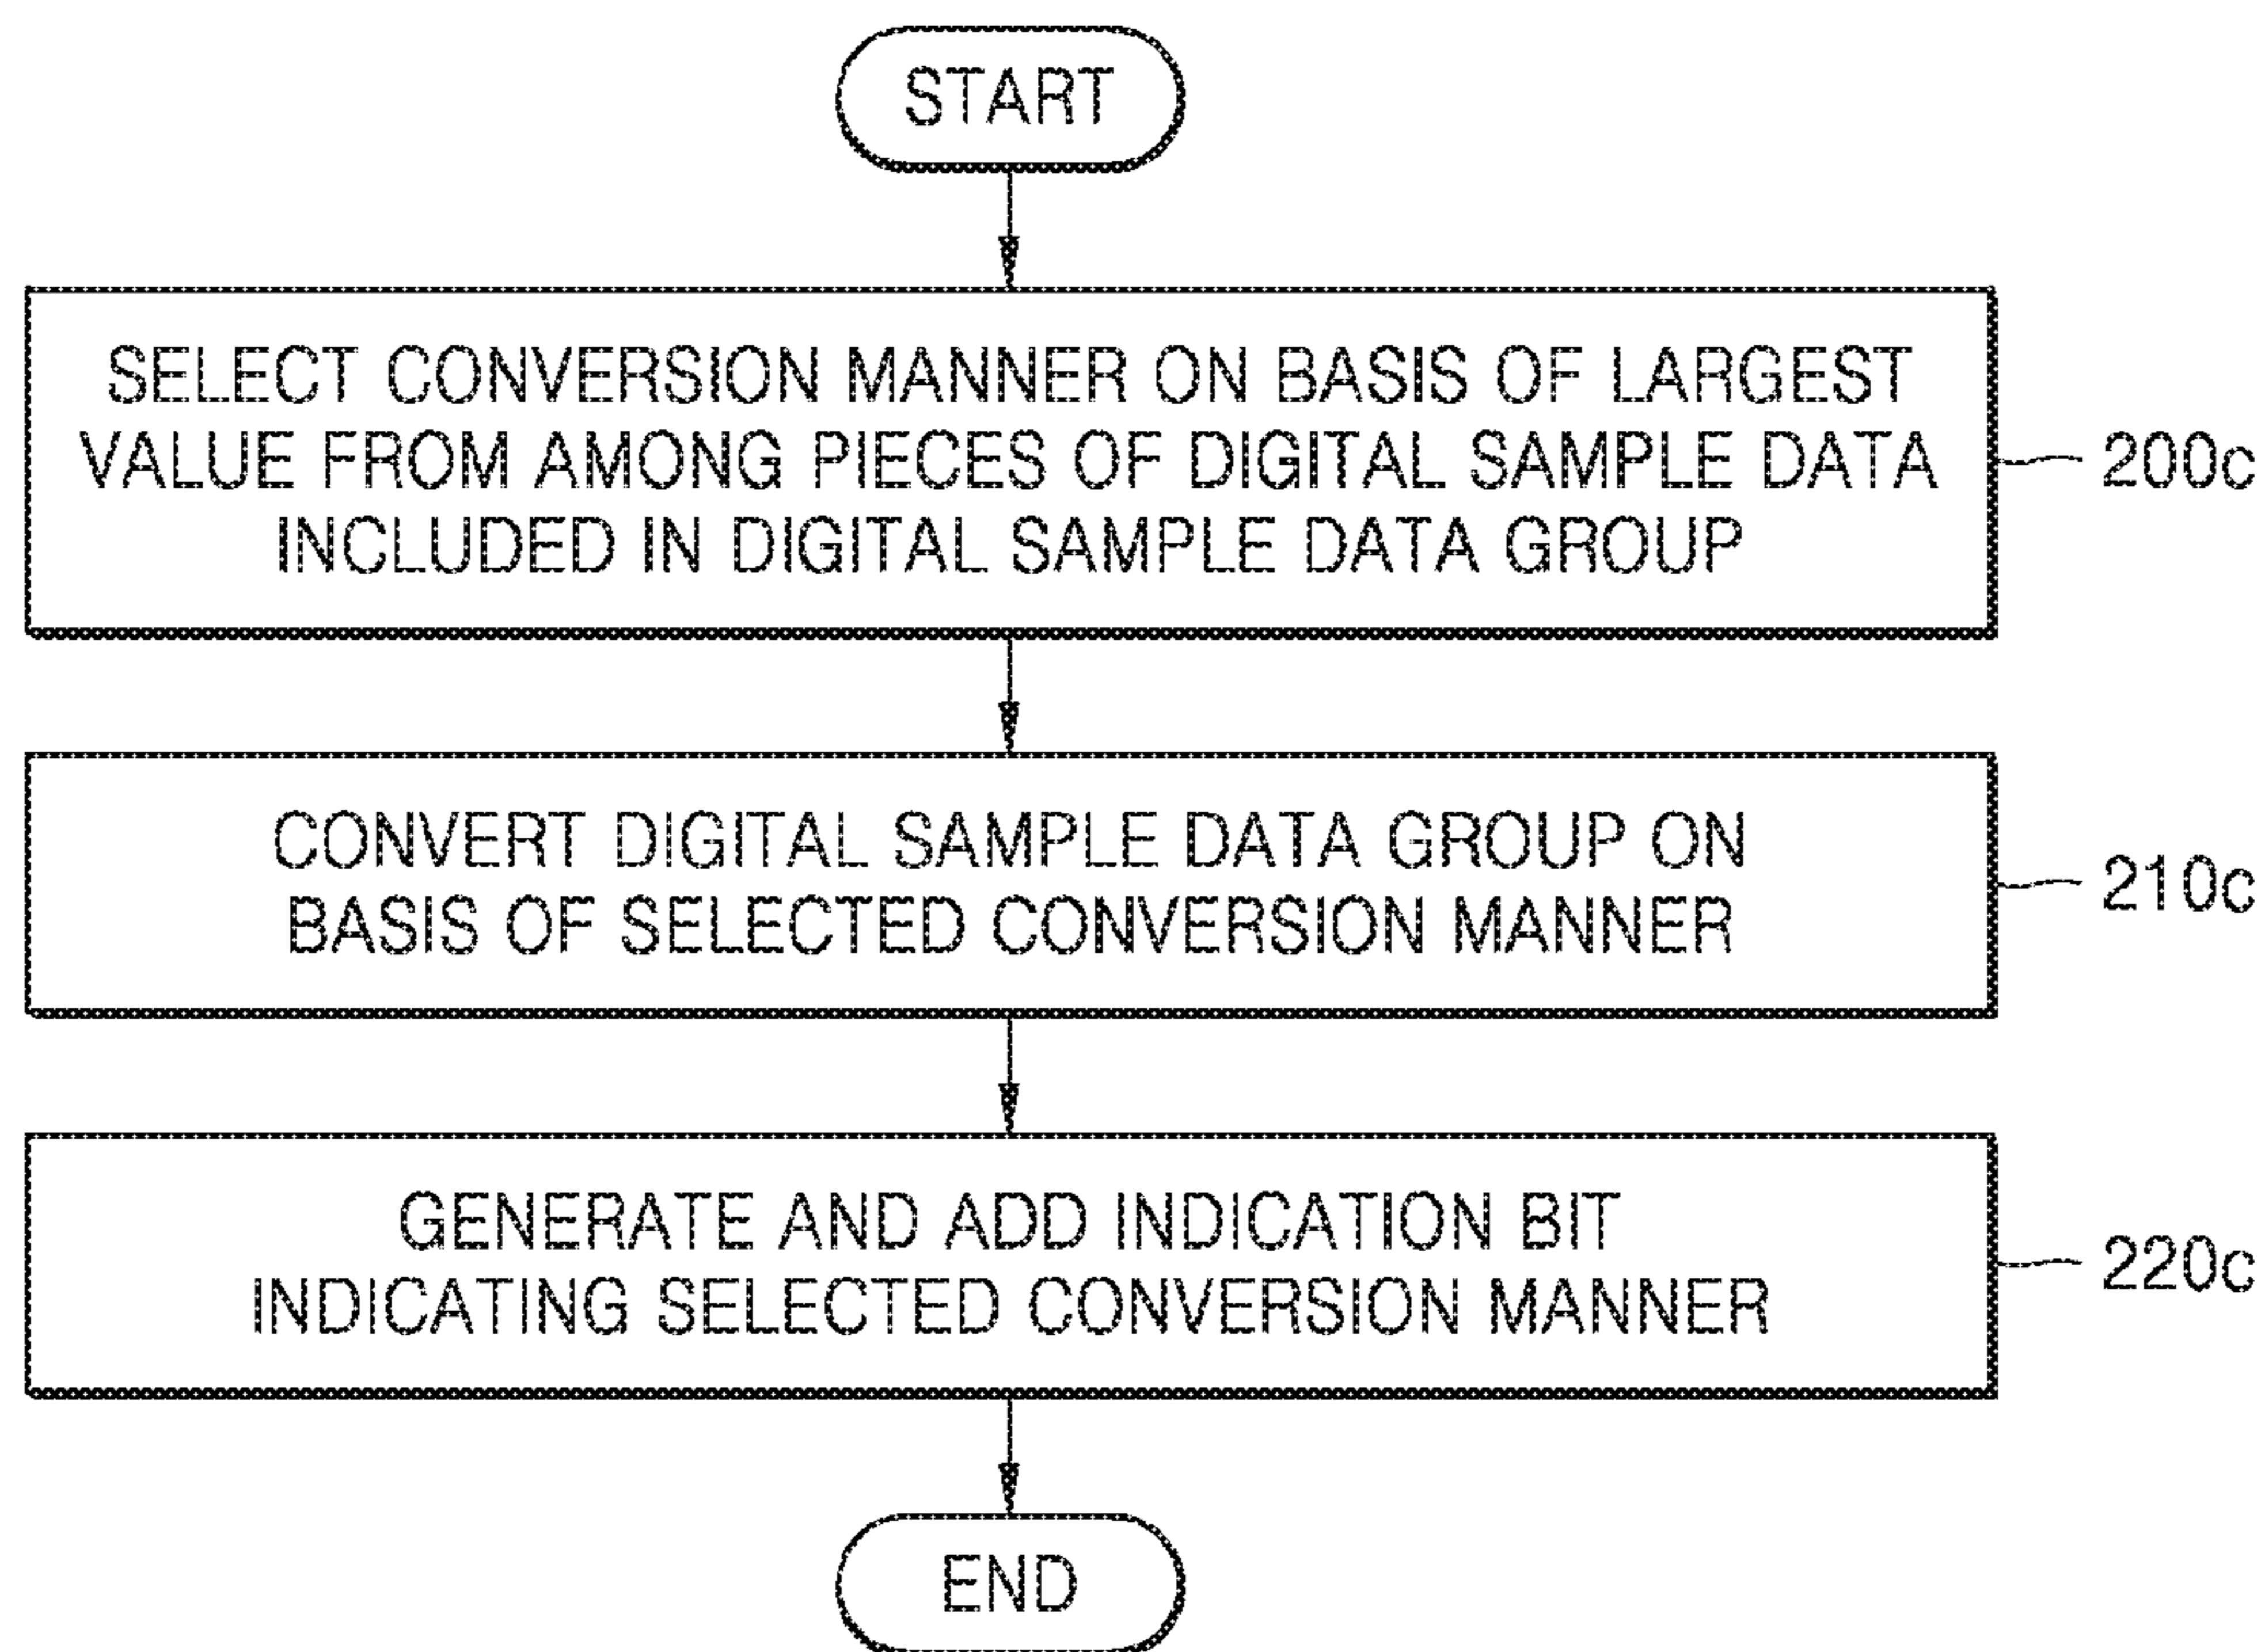 START
SELECT CONVERSION MANNER ON BASIS OF LARGEST
VALUE FROM AMONG PIECES OF DIGITAL SAMPLE DATA
INCLUDED IN DIGITAL SAMPLE DATA GROUP
200c
CONVERT DIGITAL SAMPLE DATA GROUP ON
BASIS OF SELECTED CONVERSION MANNER
210c
GENERATE AND ADD INDICATION BIT
INDICATING SELECTED CONVERSION MANNER
220c
END